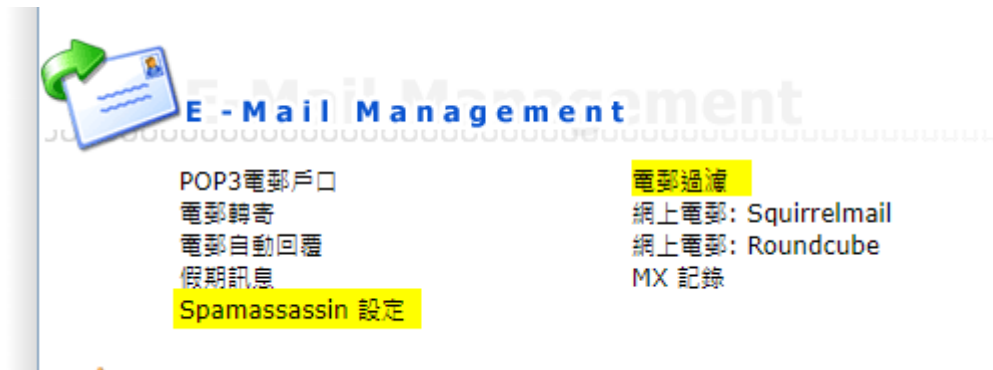 E-Mail Management
POP3電郵戶口
電郵轉寄
電郵自動回覆
假期訊息
Spamassassin 設定
電郵過濾
網上電郵: Squirrelmail
網上電郵: Roundcube
MX 記錄